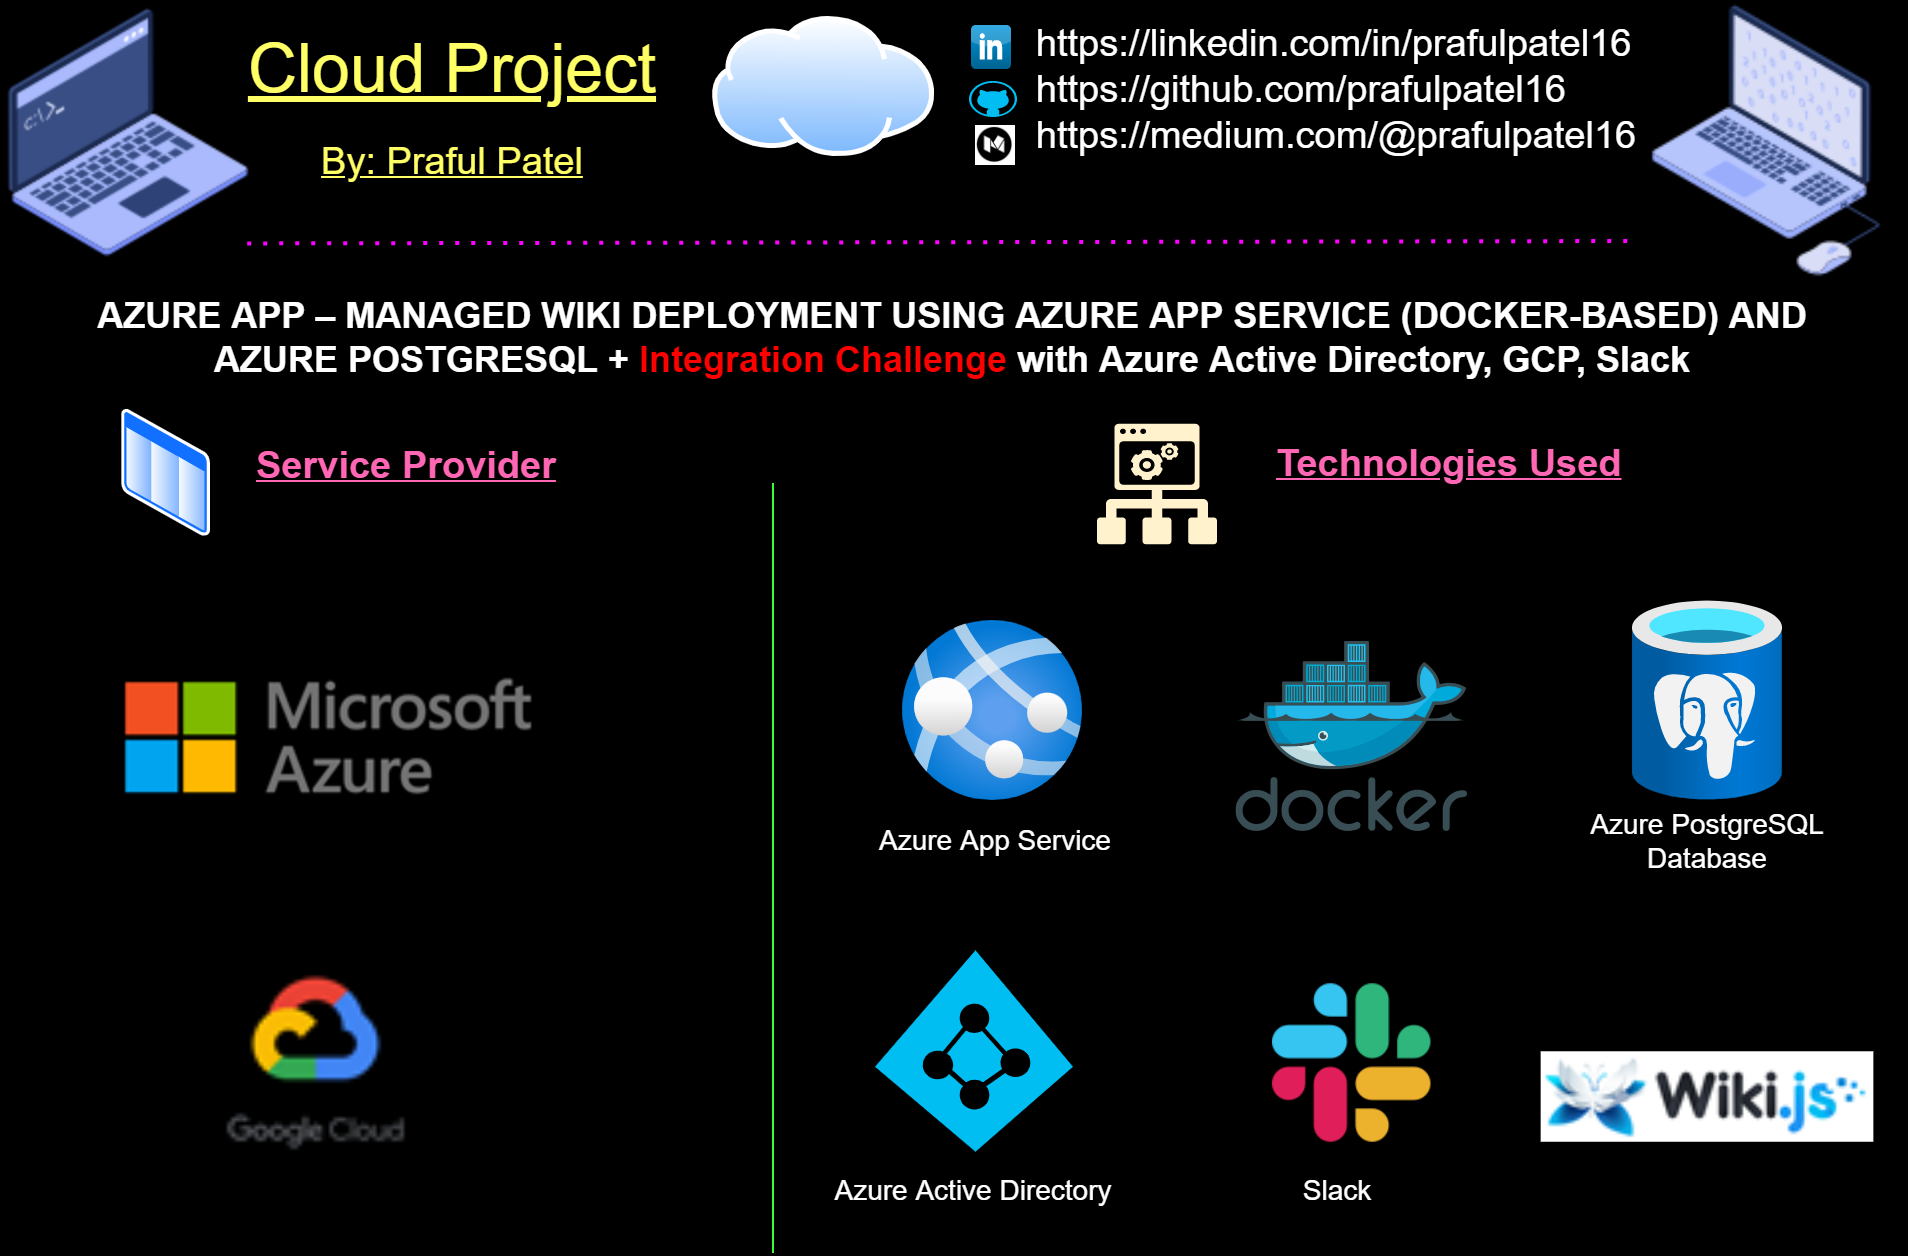 Cloud Project
By: Praful Patel
https://linkedin.com/in/prafulpatel16
https://github.com/prafulpatel16
https://medium.com/@prafulpatel16
c:\>_
AZURE APP – MANAGED WIKI DEPLOYMENT USING AZURE APP SERVICE (DOCKER-BASED) AND
AZURE POSTGRESQL + Integration Challenge with Azure Active Directory, GCP, Slack
Service Provider
Technologies Used
Microsoft
Azure
Google Cloud
docker
Azure App Service
Azure PostgreSQL
Database
Wiki.js
Azure Active Directory
Slack